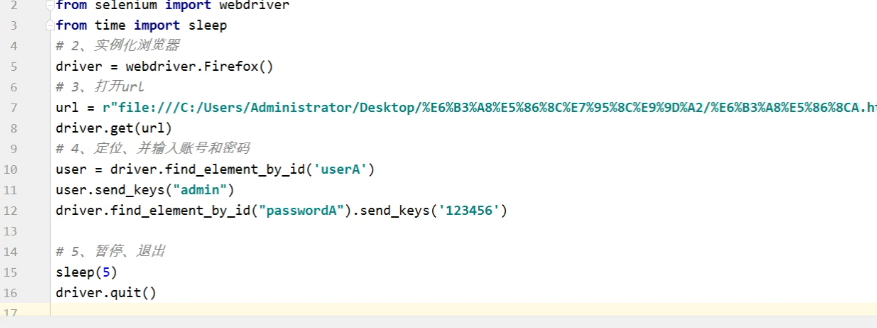 2 from selenium import webdriver
3 from time import sleep
4 # 2、实例化浏览器
5 driver = webdriver.Firefox()
6 # 3、打开url
7 url = r"file:///C:/Users/Administrator/Desktop/%E6%B3%A8%E5%86%8C%E7%95%8C%E9%9D%A2/%E6%B3%A8%E5%86%8CA.ht
8 driver.get(url)
9 # 4、定位、并输入账号和密码
10 user = driver.find_element_by_id('userA')
11 user.send_keys("admin")
12 driver.find_element_by_id("passwordA").send_keys('123456')
13
14 # 5、暂停、退出
15 sleep(5)
16 driver.quit()
17